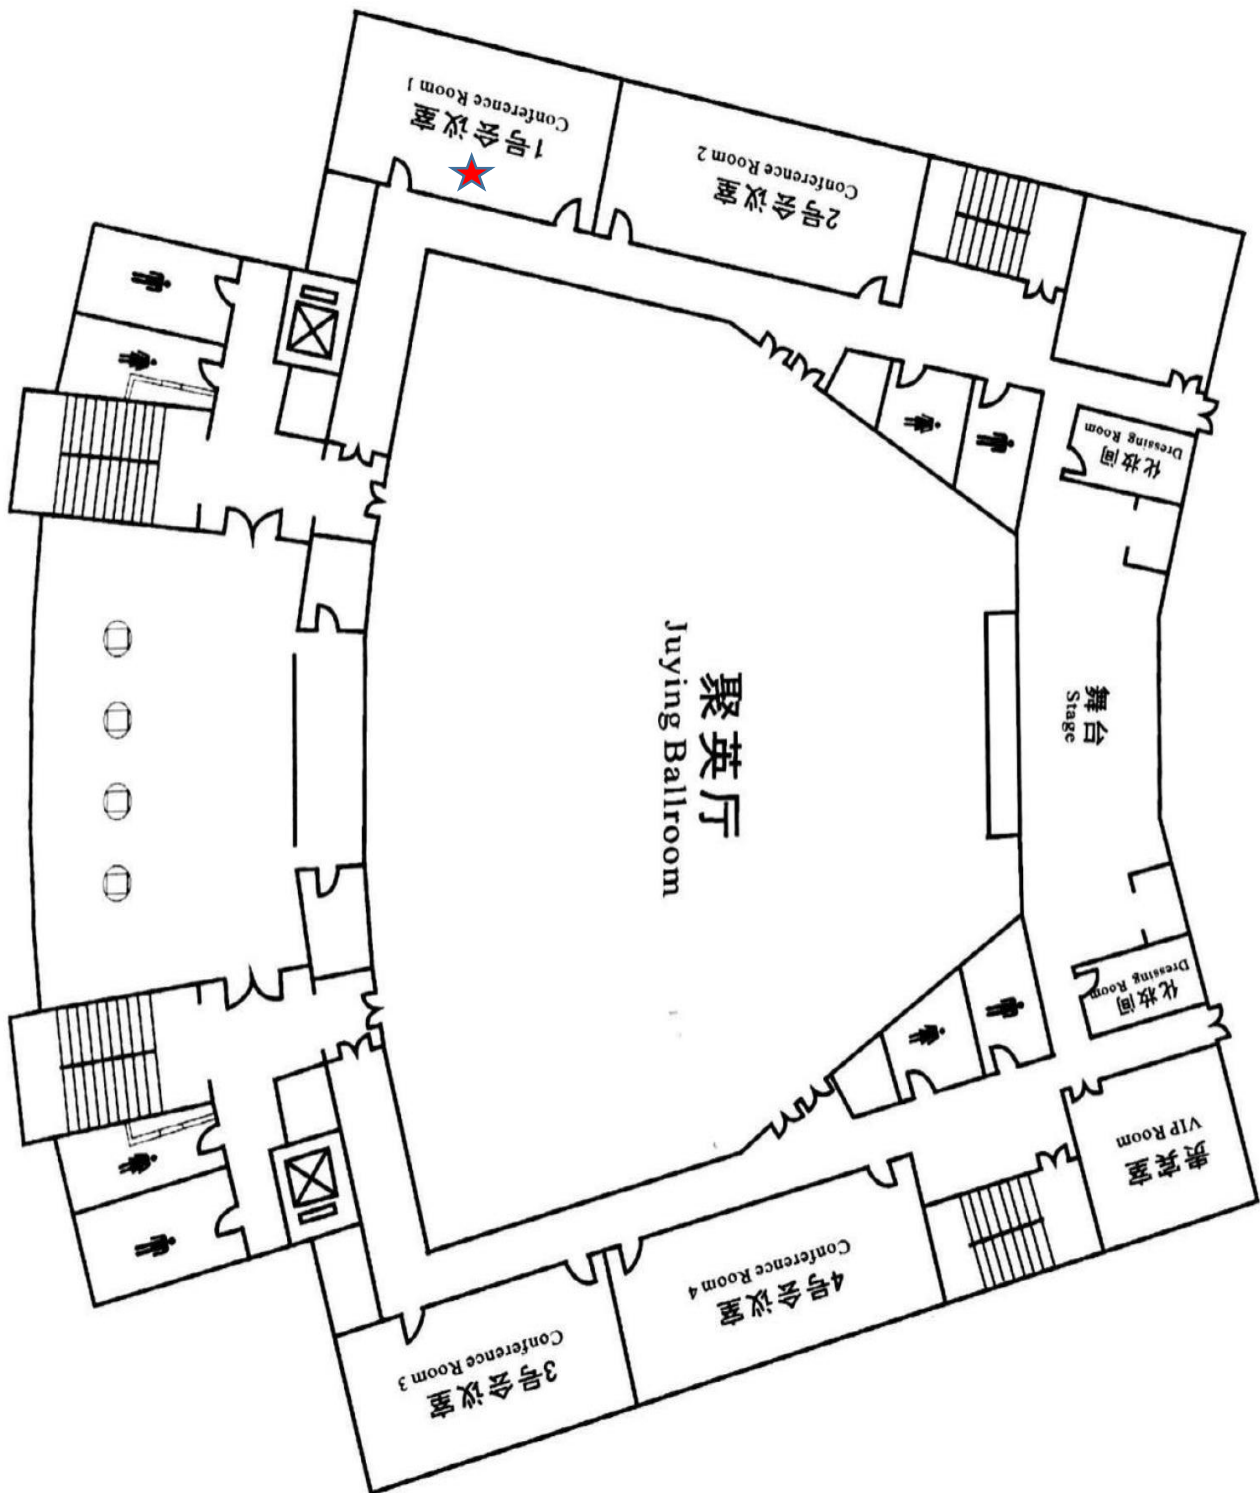 1号会议室
Conference Room 1
2号会议室
Conference Room 2
化妆间
Dressing Room
聚英厅
Juying Ballroom
舞台
Stage
化妆间
Dressing Room
贵宾室
VIP Room
4号会议室
Conference Room 4
3号会议室
Conference Room 3